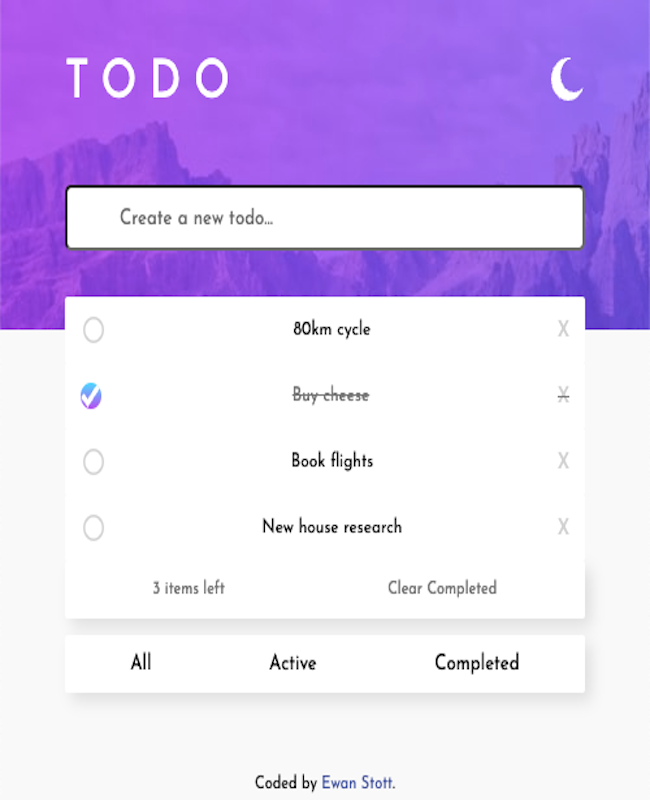 TODO
Create a new todo...
80km cycle X
Buy cheese X
Book flights X
New house research X
3 items left Clear Completed
All Active Completed
Coded by Ewan Stott.